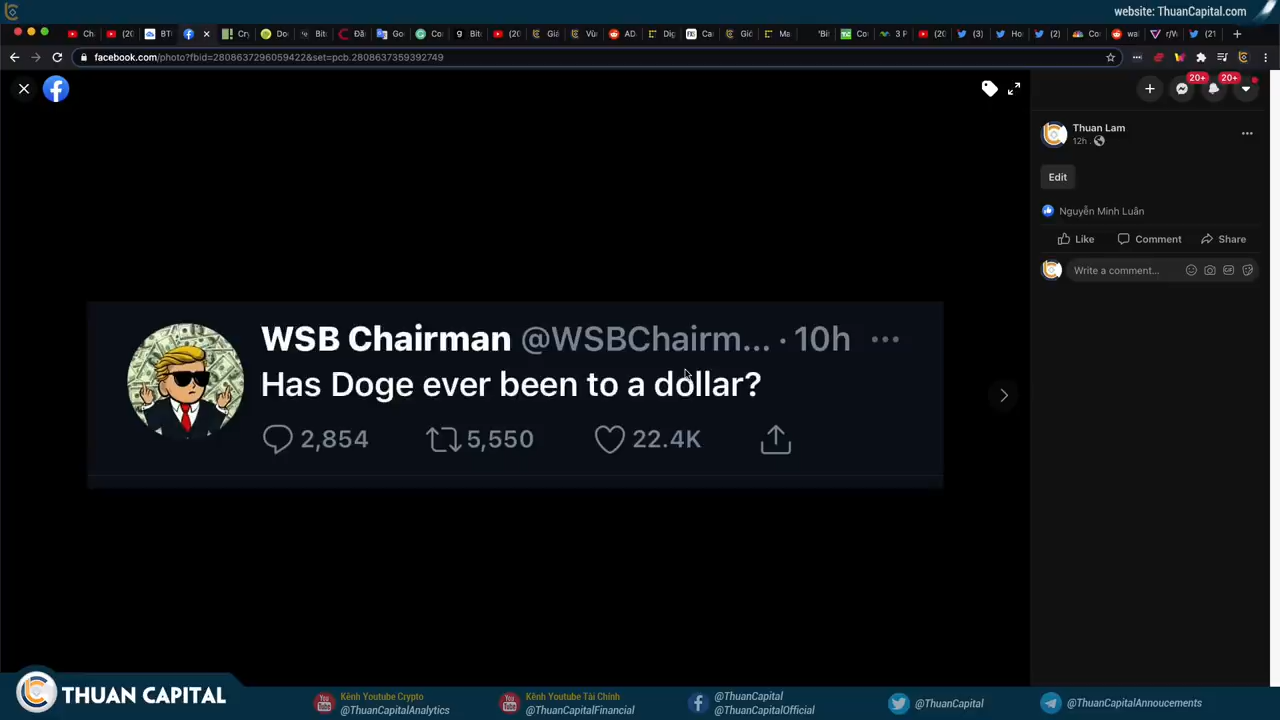 website: ThuanCapital.com
facebook.com/photo?fbid=2808637296059422&set=pcb.2808637359392749
20+
20+
Thuan Lam
12h
Edit
Nguyễn Minh Luân
Like
Comment
Share
Write a comment...
WSB Chairman @WSBChairm... · 10h
Has Doge ever been to a dollar?
2,854
5,550
22.4K
THUAN CAPITAL
Kênh Youtube Crypto
@ThuanCapitalAnalytics
Kênh Youtube Tài Chính
@ThuanCapitalFinancial
@ThuanCapital
@ThuanCapitalOfficial
@ThuanCapital
@ThuanCapitalAnnoucements